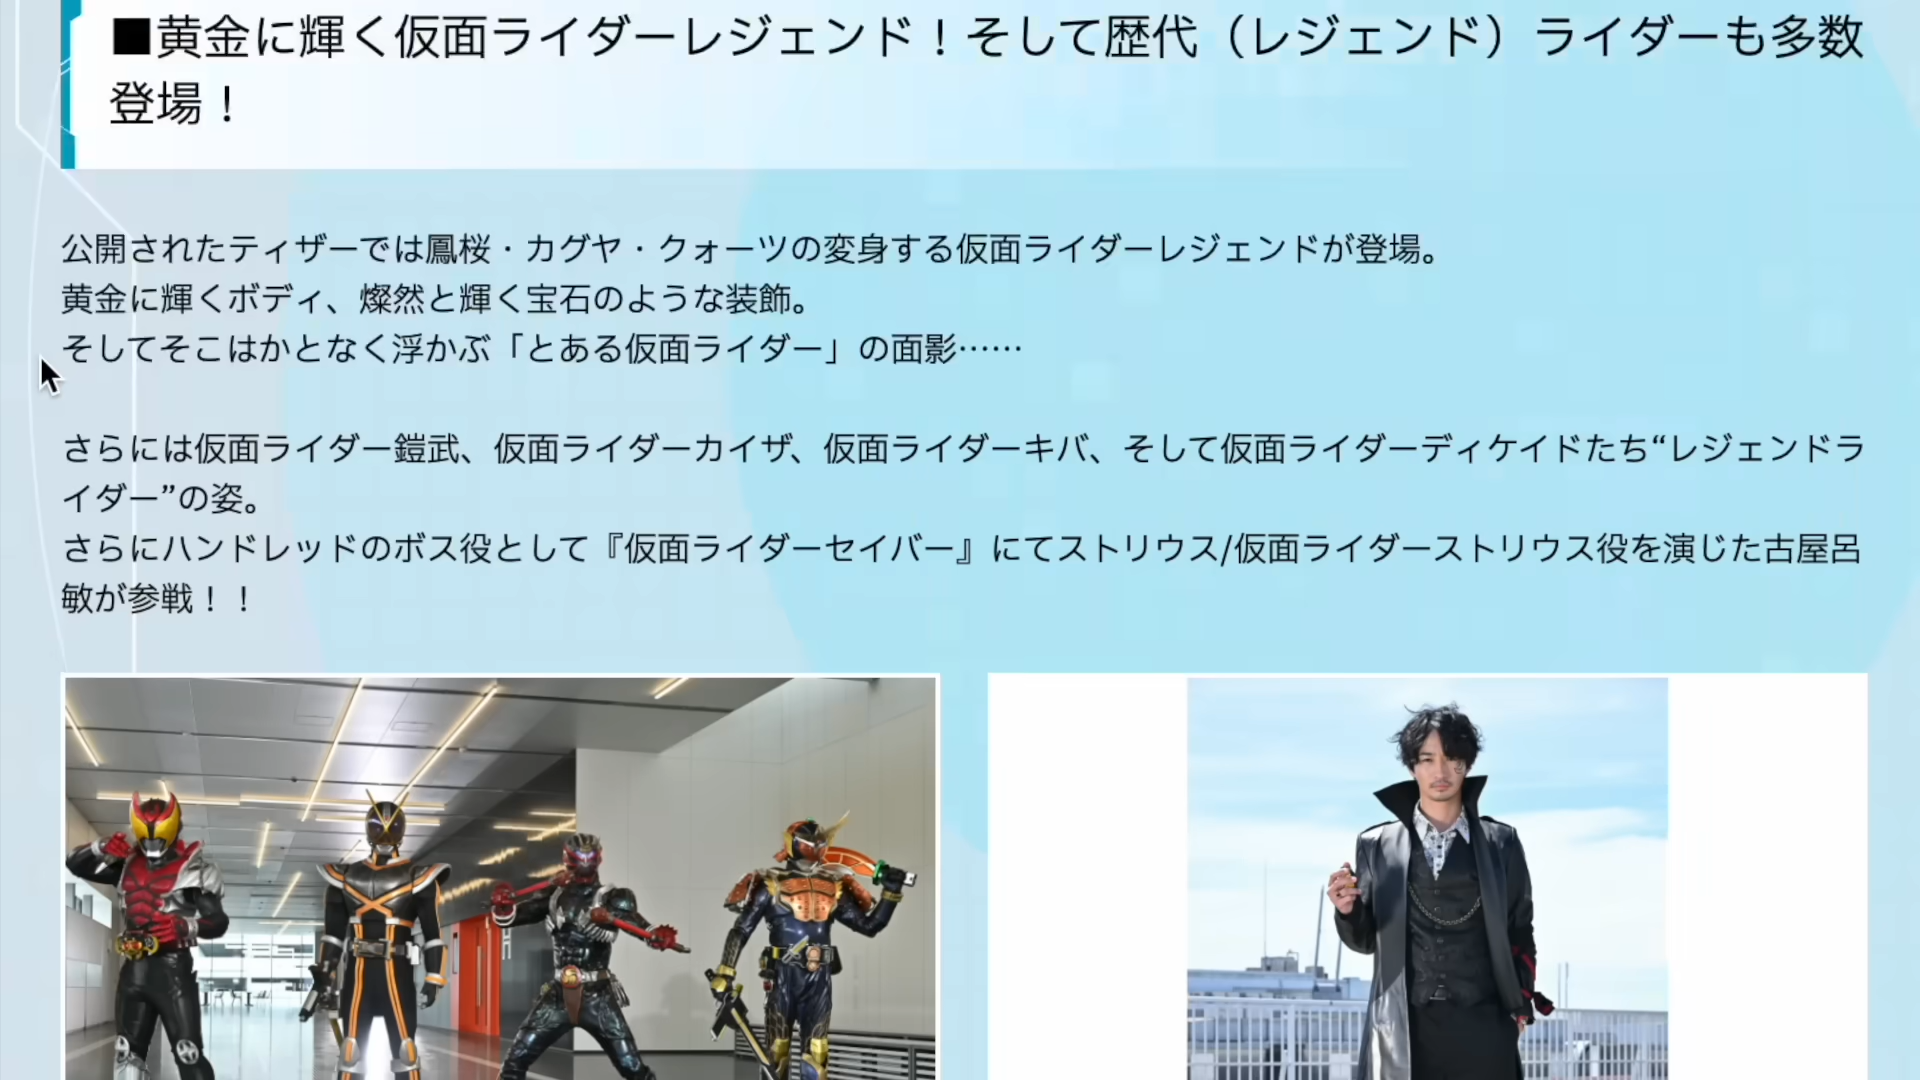 ■黄金に輝く仮面ライダーレジェンド！そして歴代（レジェンド）ライダーも多数
登場！
公開されたティザーでは鳳桜・カグヤ・クォーツの変身する仮面ライダーレジェンドが登場。
黄金に輝くボディ、燦然と輝く宝石のような装飾。
そしてそこはかとなく浮かぶ「とある仮面ライダー」の面影……
さらには仮面ライダー鎧武、仮面ライダーカイザ、仮面ライダーキバ、そして仮面ライダーディケイドたち“レジェンドラ
イダー”の姿。
さらにハンドレッドのボス役として『仮面ライダーセイバー』にてストリウス/仮面ライダーストリウス役を演じた古屋呂
敏が参戦！！